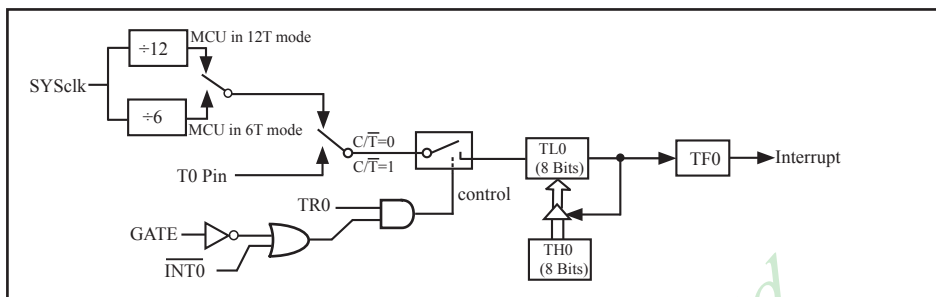 MCU in 12T mode
÷12
SYSclk
÷6
MCU in 6T mode
C/T̅=0
C/T̅=1
T0 Pin
TL0
(8 Bits)
TF0
Interrupt
control
TR0
GATE
I̅N̅T̅0̅
TH0
(8 Bits)
d